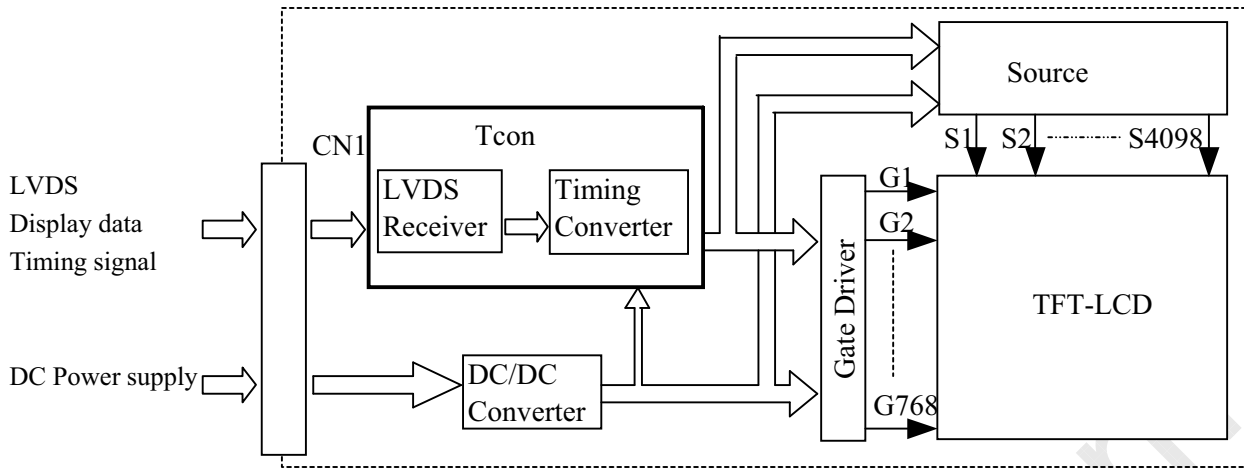 LVDS
Display data
Timing signal
DC Power supply
CN1
Tcon
LVDS
Receiver
Timing
Converter
DC/DC
Converter
Source
S1
S2
S4098
Gate Driver
G1
G2
G768
TFT-LCD